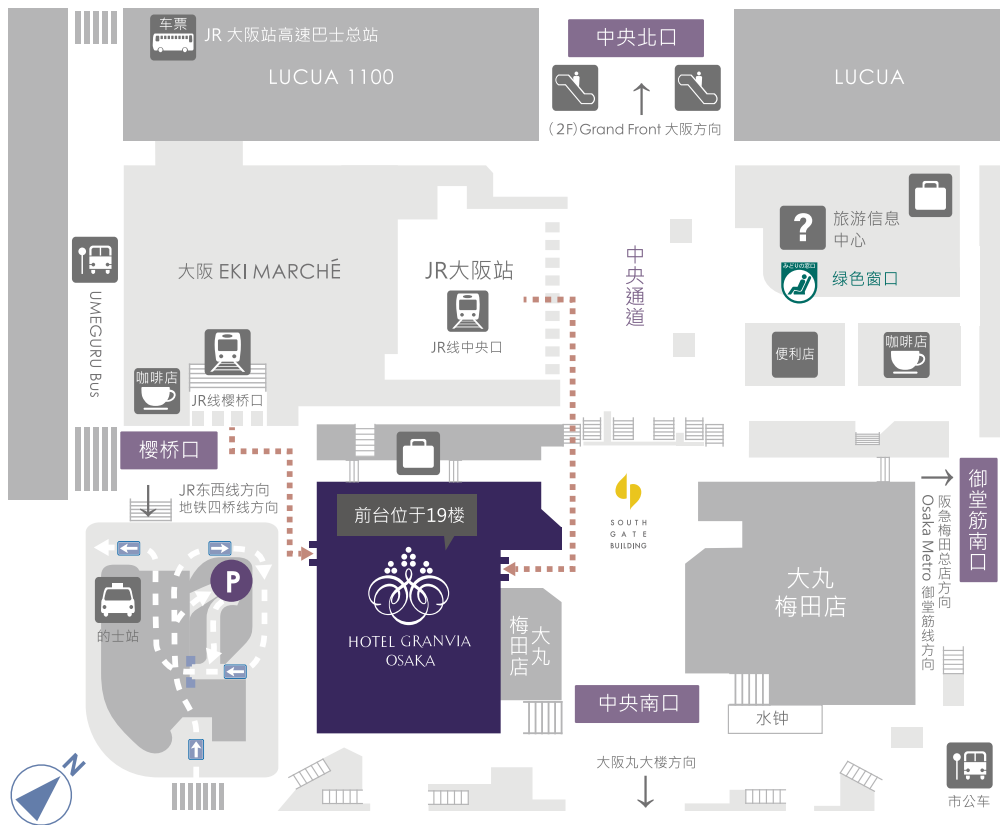 车票
JR 大阪站高速巴士总站
LUCUA 1100
中央北口
(2F)Grand Front 大阪方向
LUCUA
旅游信息
中心
みどりの窓口
绿色窗口
大阪 EKI MARCHÉ
JR大阪站
JR线中央口
中央通道
UMEGURU Bus
便利店
咖啡店
咖啡店
JR线樱桥口
樱桥口
JR东西线方向
地铁四桥线方向
前台位于19楼
HOTEL GRANVIA
OSAKA
SOUTH
GATE
BUILDING
大丸
梅田店
大丸
梅田店
御堂筋南口
阪急梅田总店方向
Osaka Metro 御堂筋线方向
P
的士站
中央南口
水钟
大阪丸大楼方向
市公车
N